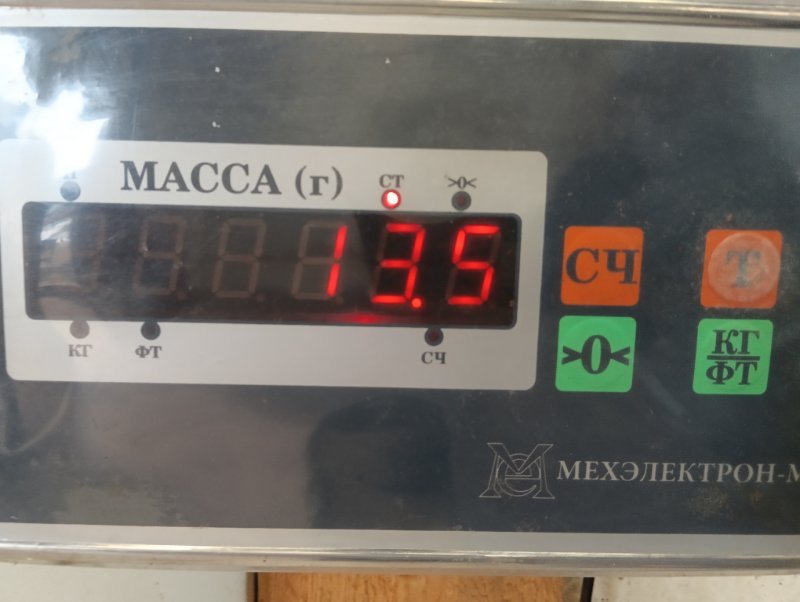 МАССА (г)
СТ
>0<
13.5
КГ
ФТ
СЧ
СЧ
Т
>0<
КГ
ФТ
МЕХЭЛЕКТРОН-М